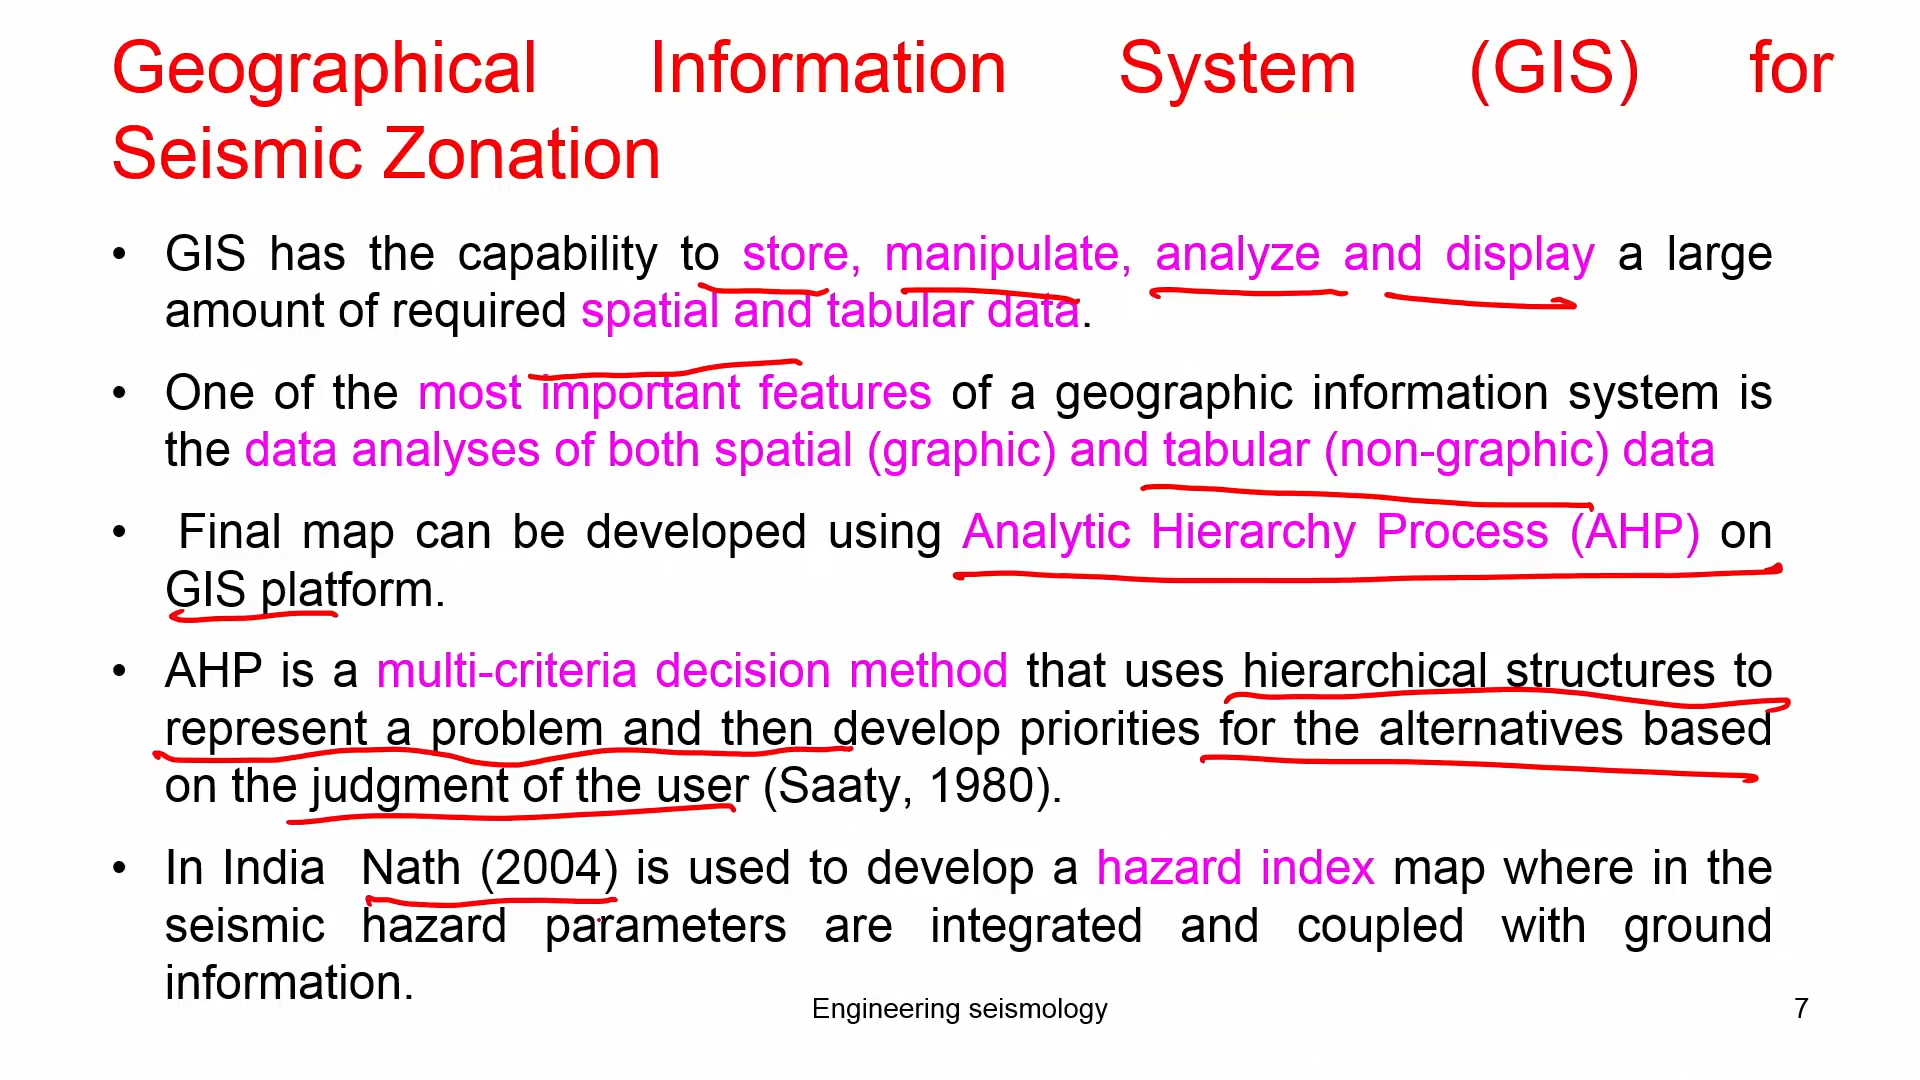 Geographical Information System (GIS) for
Seismic Zonation
• GIS has the capability to store, manipulate, analyze and display a large
amount of required spatial and tabular data.
• One of the most important features of a geographic information system is
the data analyses of both spatial (graphic) and tabular (non-graphic) data
• Final map can be developed using Analytic Hierarchy Process (AHP) on
GIS platform.
• AHP is a multi-criteria decision method that uses hierarchical structures to
represent a problem and then develop priorities for the alternatives based
on the judgment of the user (Saaty, 1980).
• In India Nath (2004) is used to develop a hazard index map where in the
seismic hazard parameters are integrated and coupled with ground
information.
Engineering seismology
7